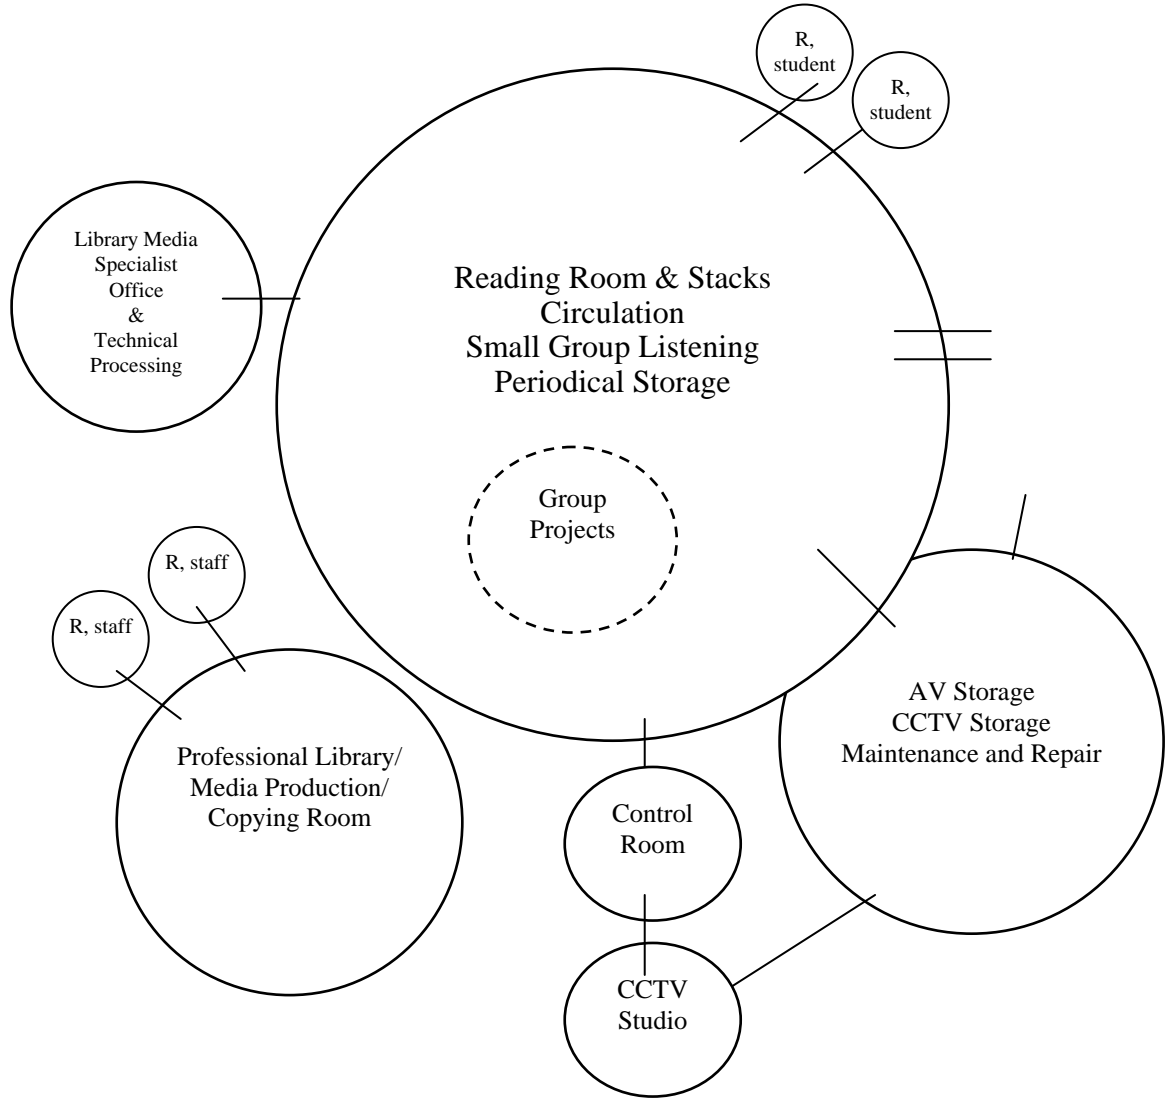 R,
student
R,
student
Library Media
Specialist
Office
&
Technical
Processing
Reading Room & Stacks
Circulation
Small Group Listening
Periodical Storage
Group
Projects
R, staff
R, staff
AV Storage
CCTV Storage
Maintenance and Repair
Professional Library/
Media Production/
Copying Room
Control
Room
CCTV
Studio